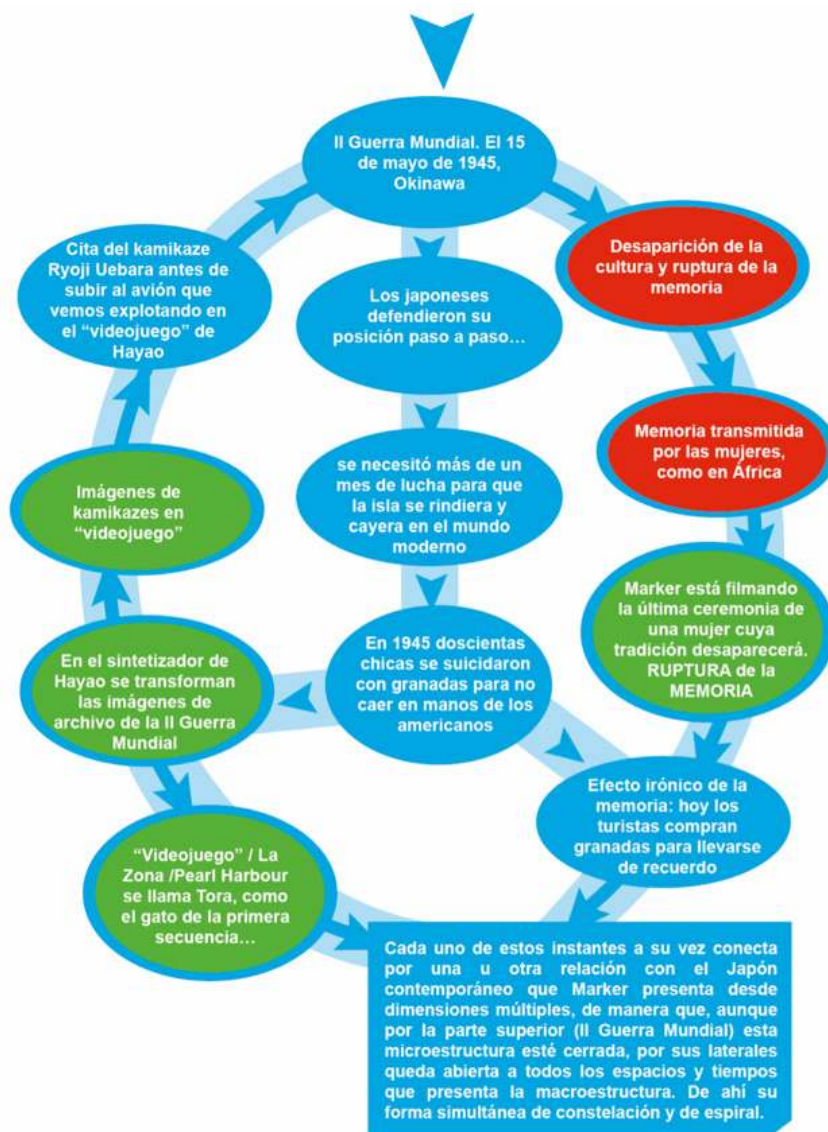 II Guerra Mundial. El 15
de mayo de 1945,
Okinawa
Cita del kamikaze
Ryoji Uebara antes de
subir al avión que
vemos explotando en
el “videojuego” de
Hayao
Desaparición de la
cultura y ruptura de la
memoria
Los japoneses
defendieron su
posición paso a paso…
Memoria transmitida
por las mujeres,
como en África
se necesitó más de un
mes de lucha para que
la isla se rindiera y
cayera en el mundo
moderno
Imágenes de
kamikazes en
“videojuego”
Marker está filmando
la última ceremonia de
una mujer cuya
tradición desaparecerá.
RUPTURA de la
MEMORIA
En el sintetizador de
Hayao se transforman
las imágenes de
archivo de la II Guerra
Mundial
En 1945 doscientas
chicas se suicidaron
con granadas para no
caer en manos de los
americanos
Efecto irónico de la
memoria: hoy los
turistas compran
granadas para llevarse
de recuerdo
“Videojuego” / La
Zona /Pearl Harbour
se llama Tora, como
el gato de la primera
secuencia…
Cada uno de estos instantes a su vez conecta
por una u otra relación con el Japón
contemporáneo que Marker presenta desde
dimensiones múltiples, de manera que, aunque
por la parte superior (II Guerra Mundial) esta
microestructura esté cerrada, por sus laterales
queda abierta a todos los espacios y tiempos
que presenta la macroestructura. De ahí su
forma simultánea de constelación y de espiral.